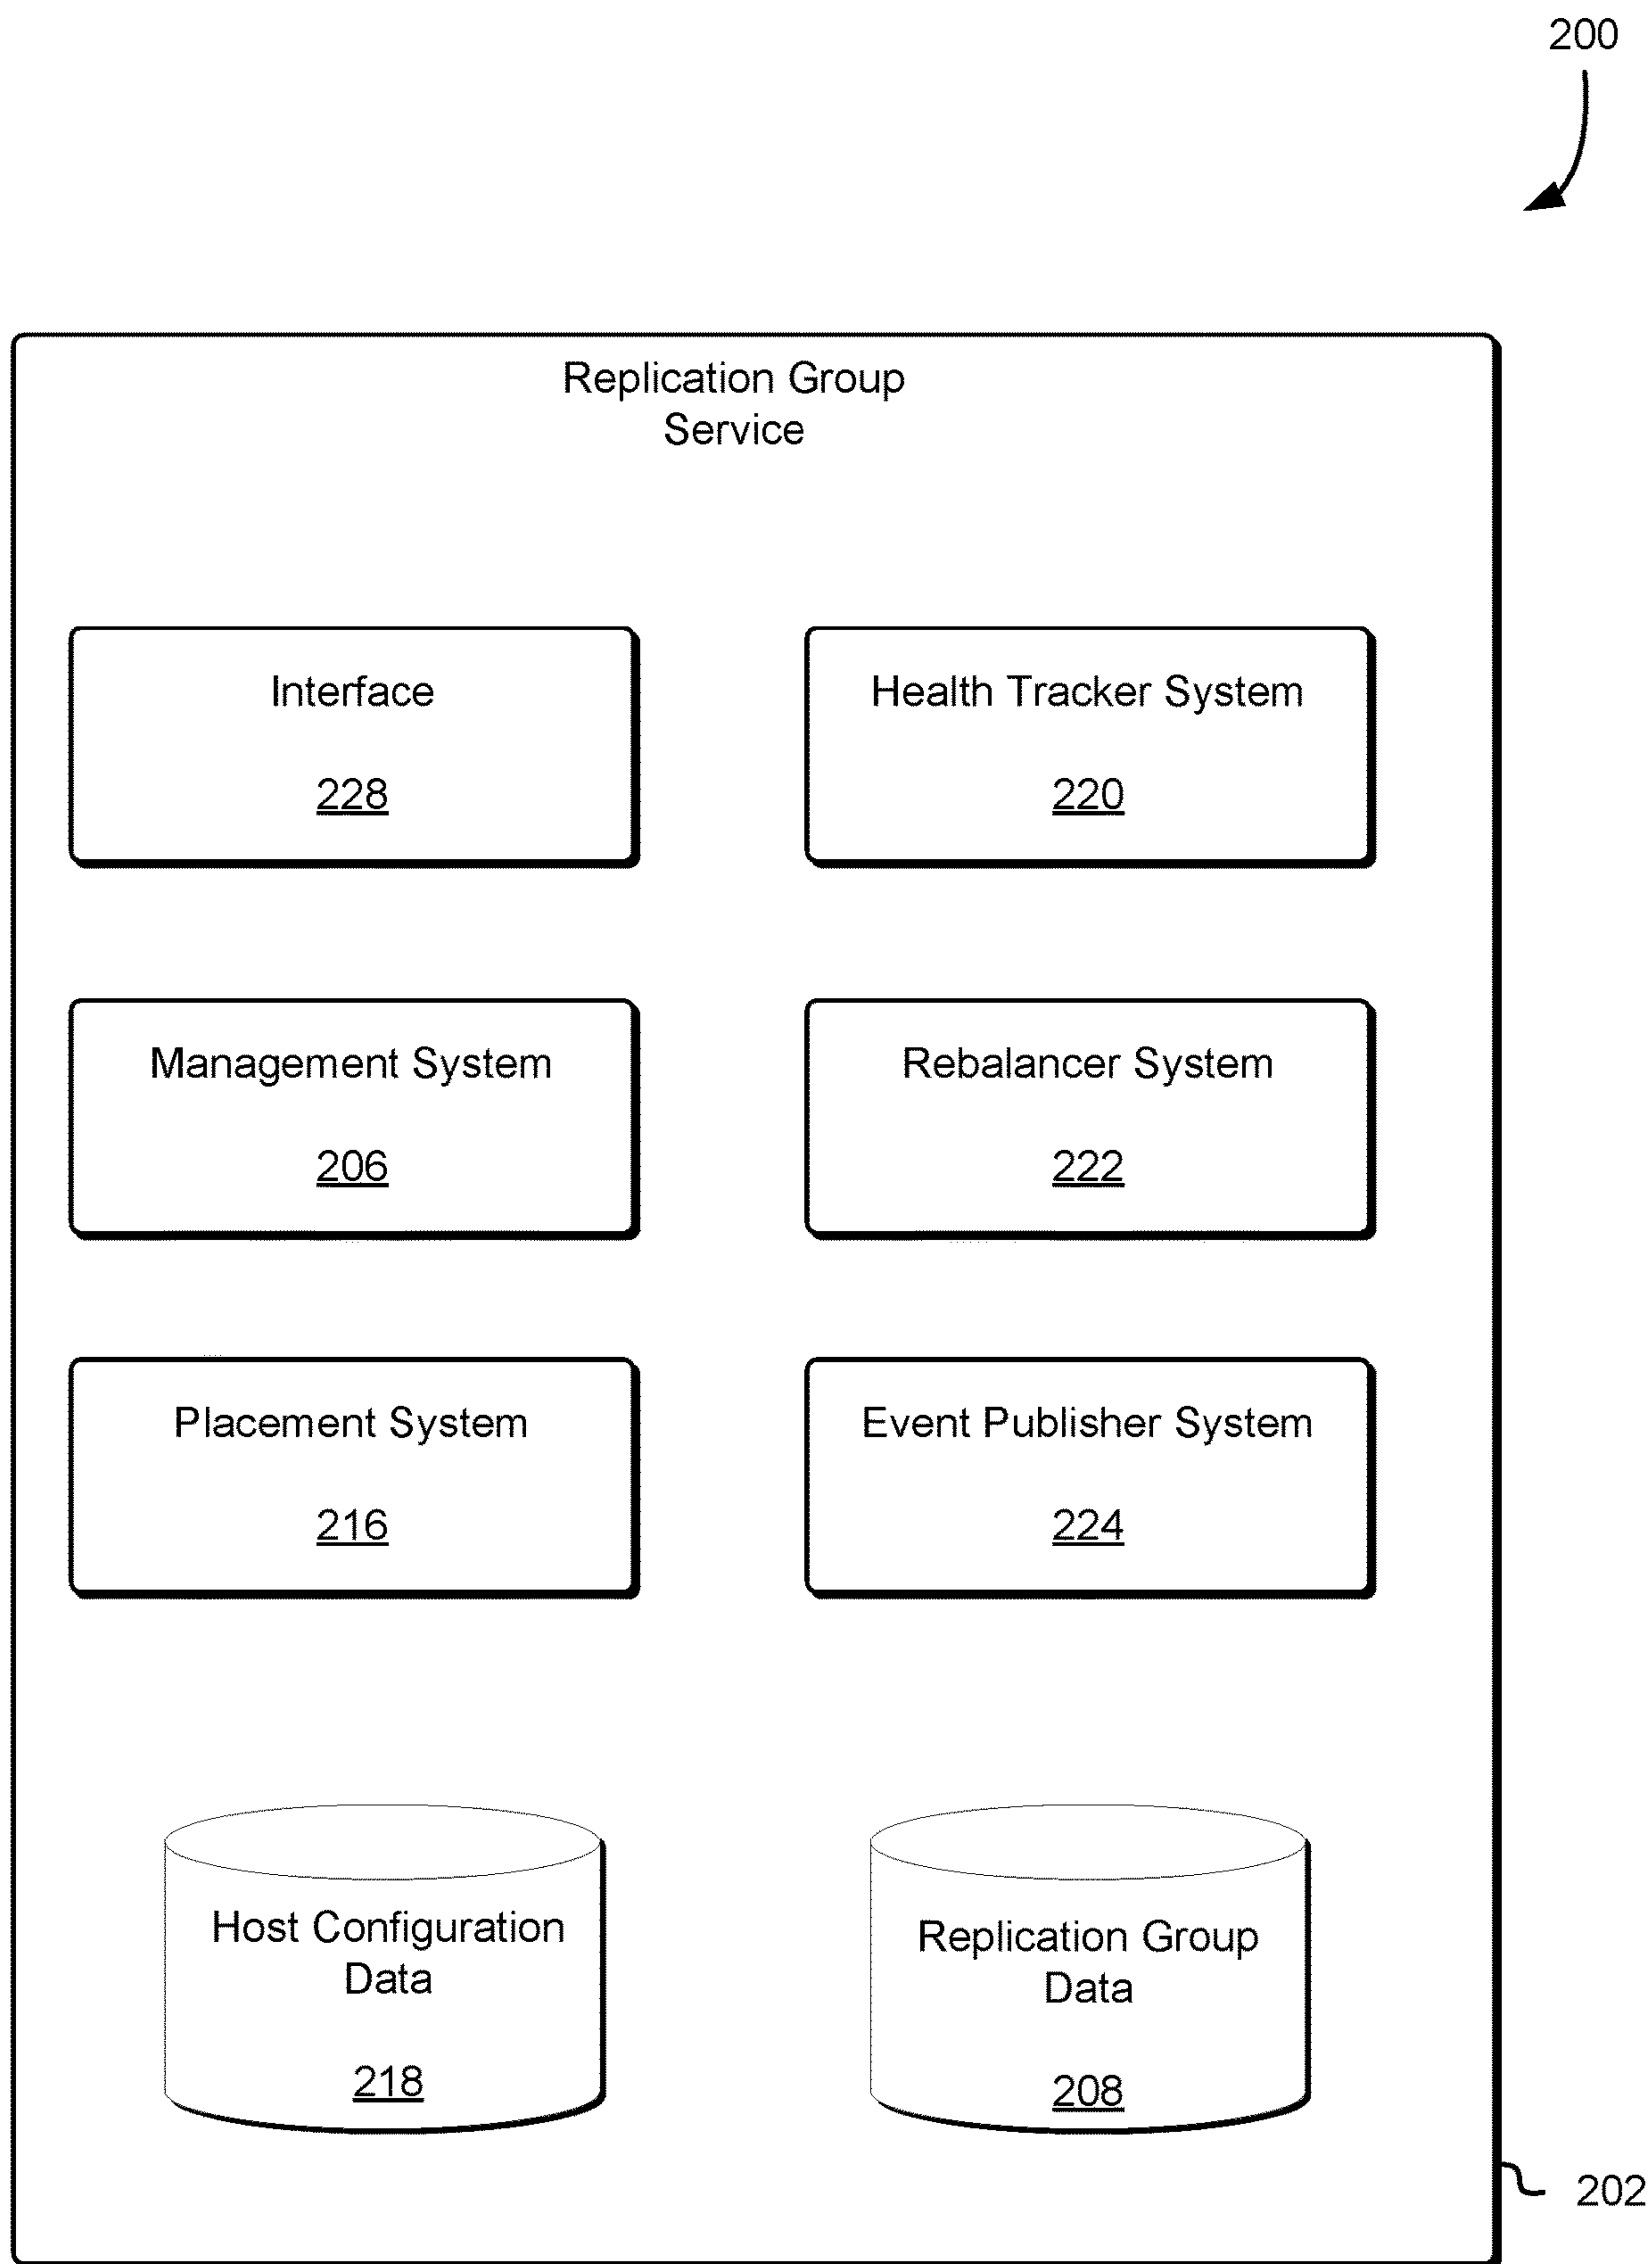 200
Replication Group
Service
Interface
228
Health Tracker System
220
Management System
206
Rebalancer System
222
Placement System
216
Event Publisher System
224
Host Configuration
Data
218
Replication Group
Data
208
202